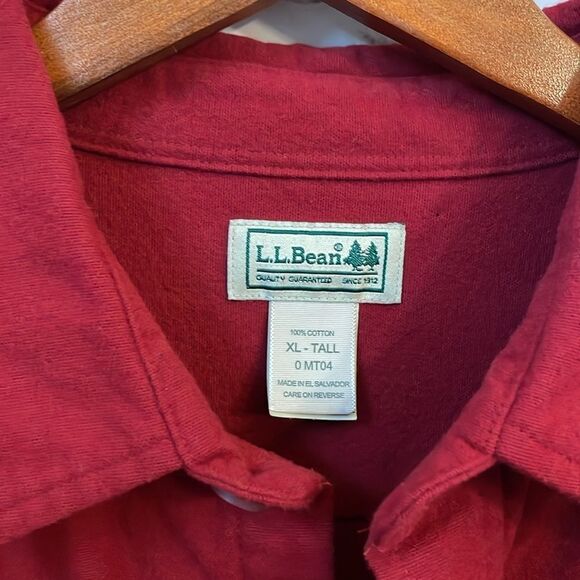 L.L.Bean®
QUALITY GUARANTEED SINCE 1912
100% COTTON
XL - TALL
0 MT04
MADE IN EL SALVADOR
CARE ON REVERSE